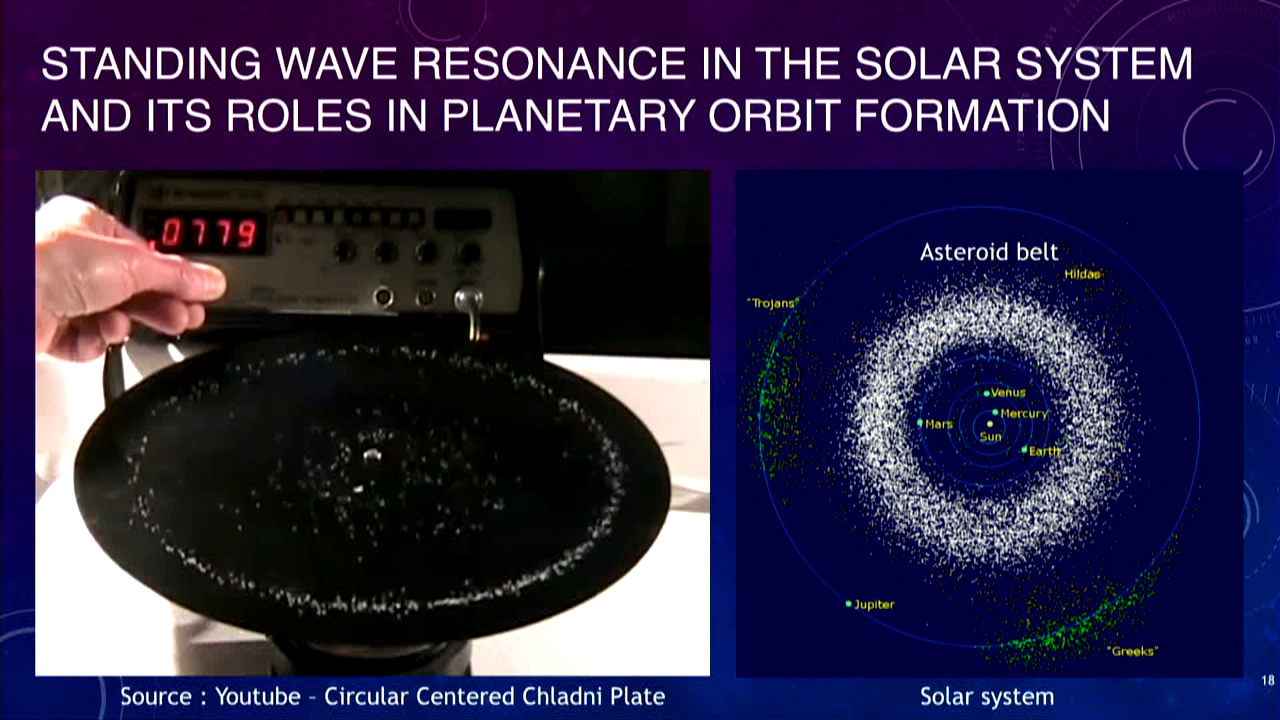 STANDING WAVE RESONANCE IN THE SOLAR SYSTEM
AND ITS ROLES IN PLANETARY ORBIT FORMATION
.0779
Asteroid belt
Hildas
"Trojans"
Venus
Mercury
Mars
Sun
Earth
Jupiter
"Greeks"
Source : Youtube – Circular Centered Chladni Plate
Solar system
18